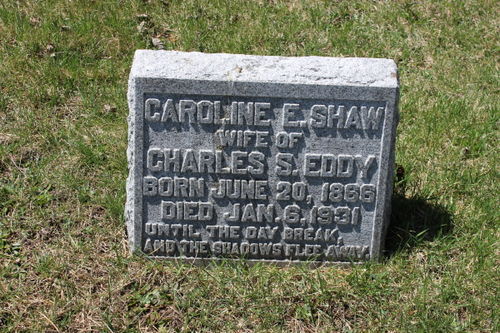 CAROLINE E. SHAW
WIFE OF
CHARLES S. EDDY
BORN JUNE 20, 1866
DIED JAN. 6, 1931
UNTIL THE DAY BREAK,
AND THE SHADOWS FLEE AWAY.